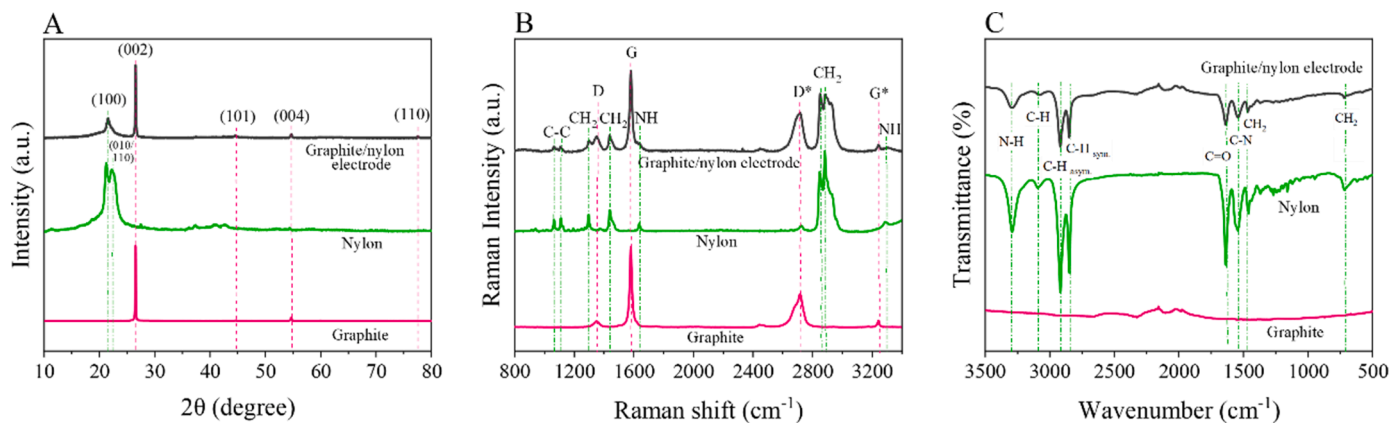 A
(002)
(100)
(010/
110)
(101)
(004)
(110)
Graphite/nylon
electrode
Nylon
Graphite
Intensity (a.u.)
10 20 30 40 50 60 70 80
2θ (degree)
B
G
D
CH2
C-C
CH2
NH
D*
CH2
G*
NH
Graphite/nylon electrode
Nylon
Graphite
Raman Intensity (a.u.)
800 1200 1600 2000 2400 2800 3200
Raman shift (cm-1)
C
Graphite/nylon electrode
N-H
C-H
C-H sym.
C-H asym.
C=O
C-N
CH2
CH2
Nylon
Graphite
Transmittance (%)
3500 3000 2500 2000 1500 1000 500
Wavenumber (cm-1)